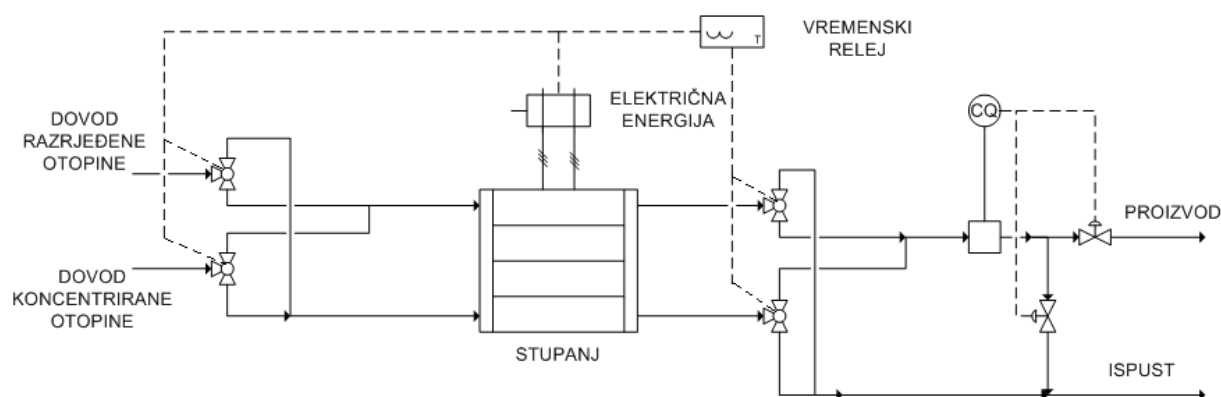 VREMENSKI
RELEJ
T
ELEKTRIČNA
ENERGIJA
CQ
DOVOD
RAZRJEĐENE
OTOPINE
PROIZVOD
DOVOD
KONCENTRIRANE
OTOPINE
STUPANJ
ISPUST